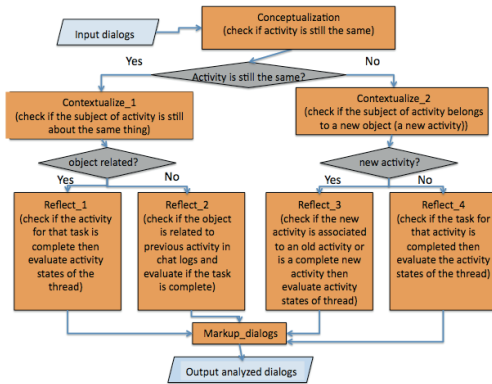 Conceptualization
(check if activity is still the same)
Input dialogs
Yes
No
Activity is still the same?
Contextualize_1
(check if the subject of activity is still
about the same thing)
Contextualize_2
(check if the subject of activity belongs
to a new object (a new activity))
object related?
new activity?
Yes
No
Yes
No
Reflect_1
(check if the activity
for that task is
complete then
evaluate activity
states of the
thread)
Reflect_2
(check if the object
is related to
previous activity in
chat logs and
evaluate if the task
is complete)
Reflect_3
(check if the new
activity is associated
to an old activity or
is a complete new
activity then
evaluate activity
states of thread)
Reflect_4
(check if the task for
that activity is
completed then
evaluate the activity
states of the thread)
Markup_dialogs
Output analyzed dialogs